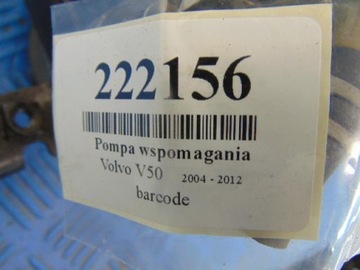 222156
Pompa wspomagania
Volvo V50 2004 - 2012
barcode